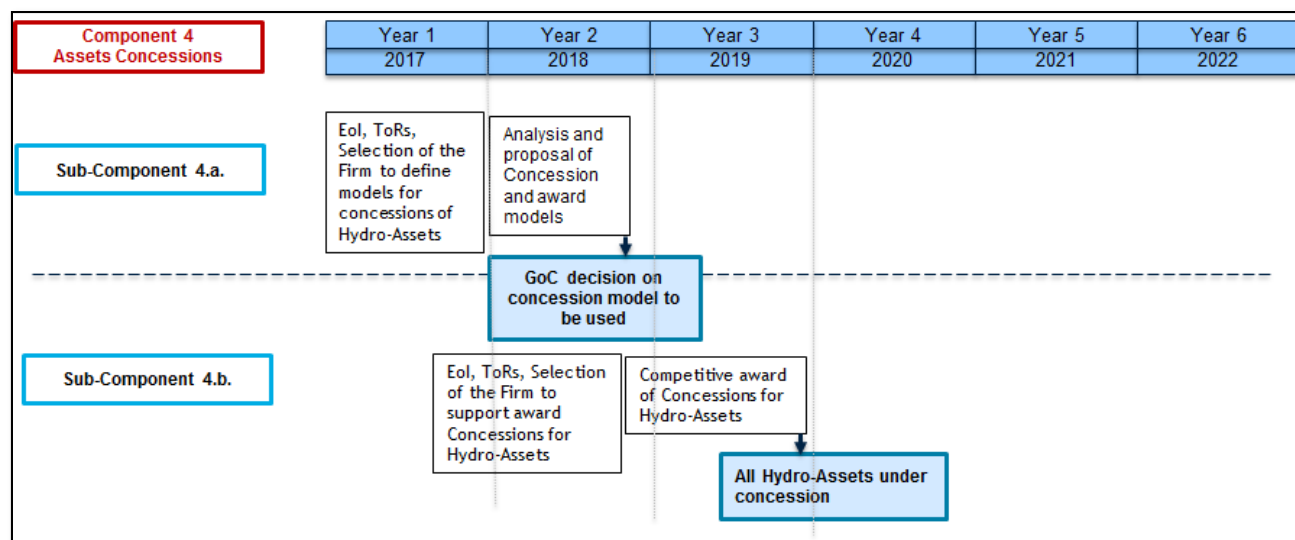 Component 4
Assets Concessions
Year 1
Year 2
Year 3
Year 4
Year 5
Year 6
2017
2018
2019
2020
2021
2022
Sub-Component 4.a.
EoI, ToRs,
Selection of the
Firm to define
models for
concessions of
Hydro-Assets
Analysis and
proposal of
Concession
and award
models
GoC decision on
concession model to
be used
Sub-Component 4.b.
EoI, ToRs, Selection
of the Firm to
support award
Concessions for
Hydro-Assets
Competitive award
of Concessions for
Hydro-Assets
All Hydro-Assets under
concession